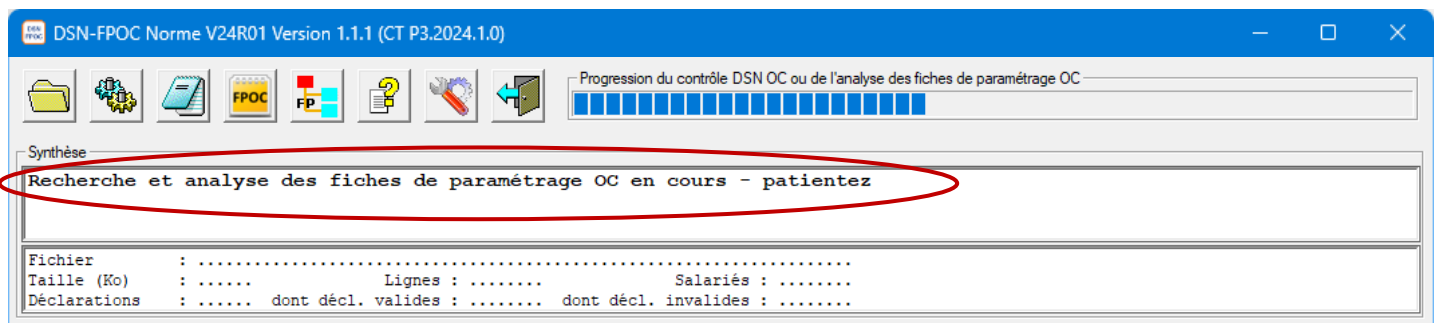 DSN FPOC DSN-FPOC Norme V24R01 Version 1.1.1 (CT P3.2024.1.0)
FPOC FP Progression du contrôle DSN OC ou de l'analyse des fiches de paramétrage OC
Synthèse
Recherche et analyse des fiches de paramétrage OC en cours - patientez
Fichier : ......................................................................
Taille (Ko) : ...... Lignes : ........ Salariés : ........
Déclarations : ...... dont décl. valides : ........ dont décl. invalides : ........